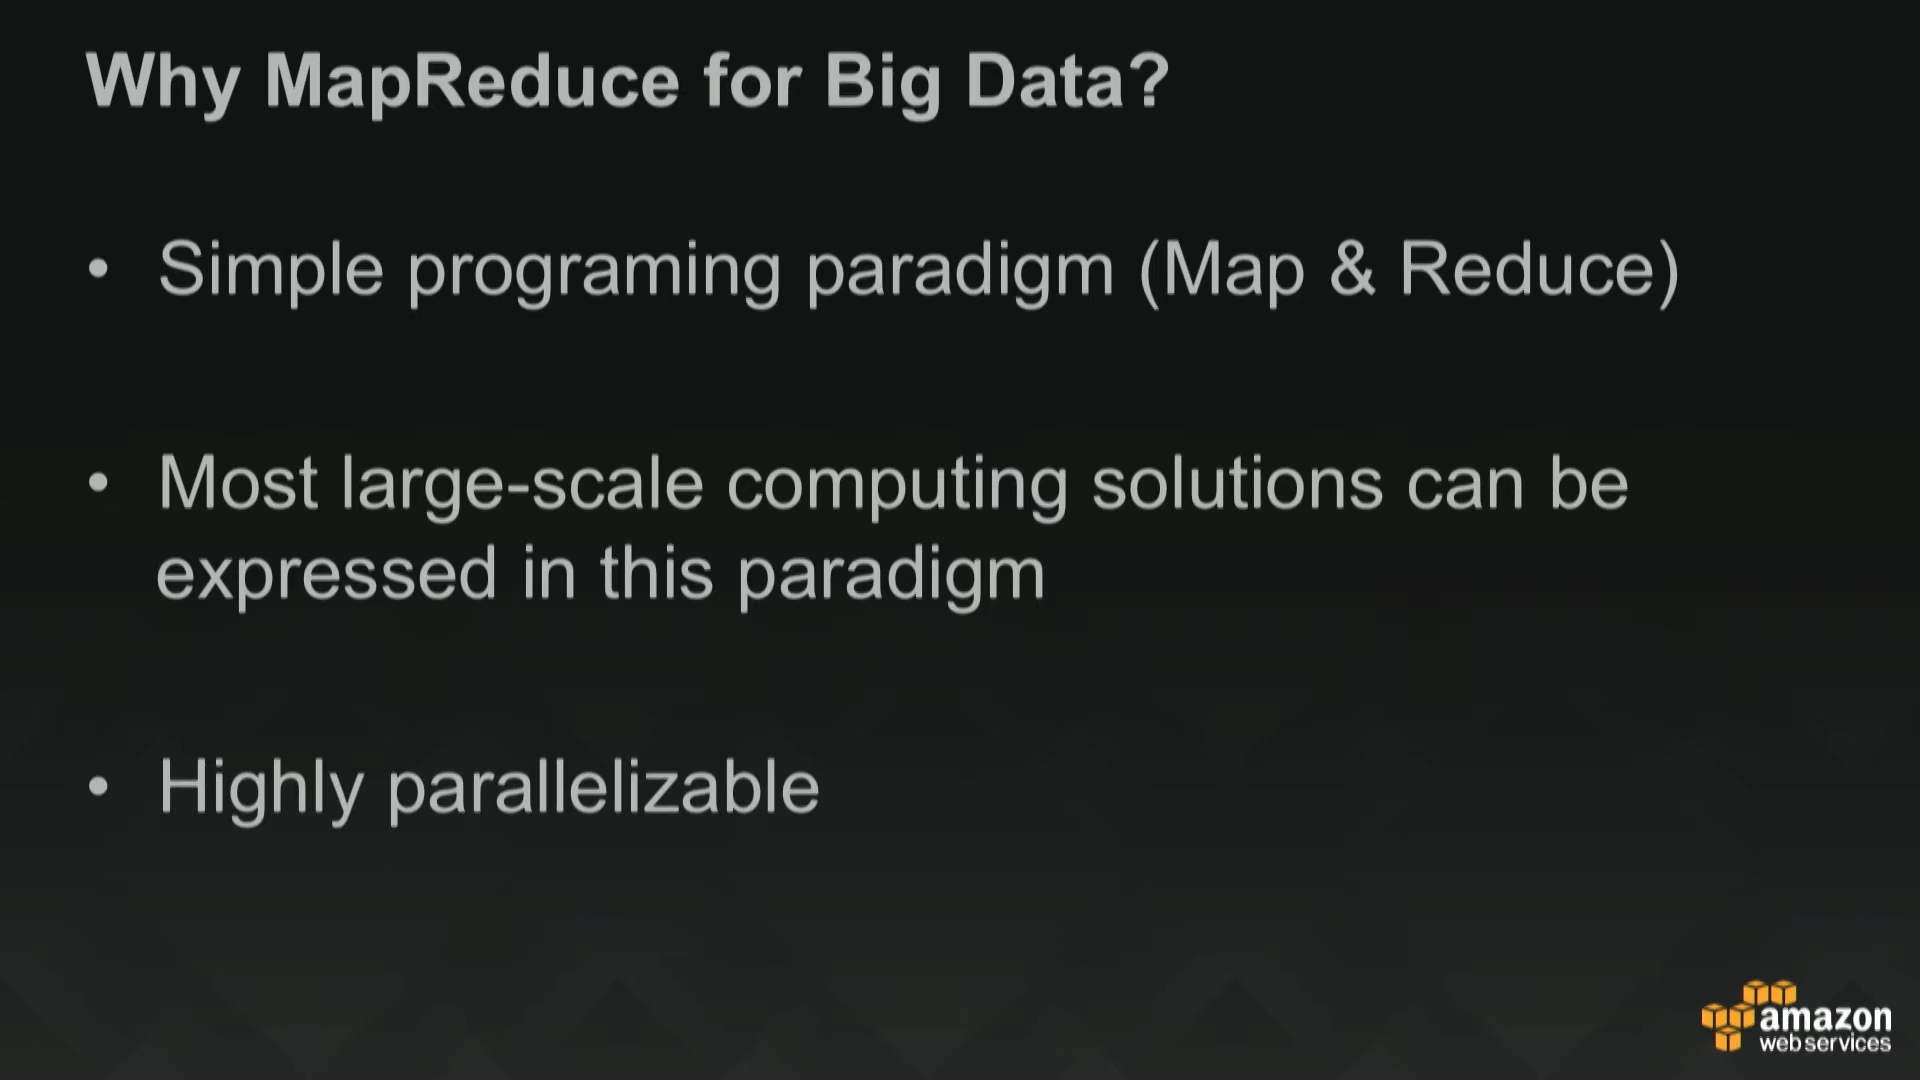 Why MapReduce for Big Data?
• Simple programing paradigm (Map & Reduce)
• Most large-scale computing solutions can be
expressed in this paradigm
• Highly parallelizable
amazon
web services